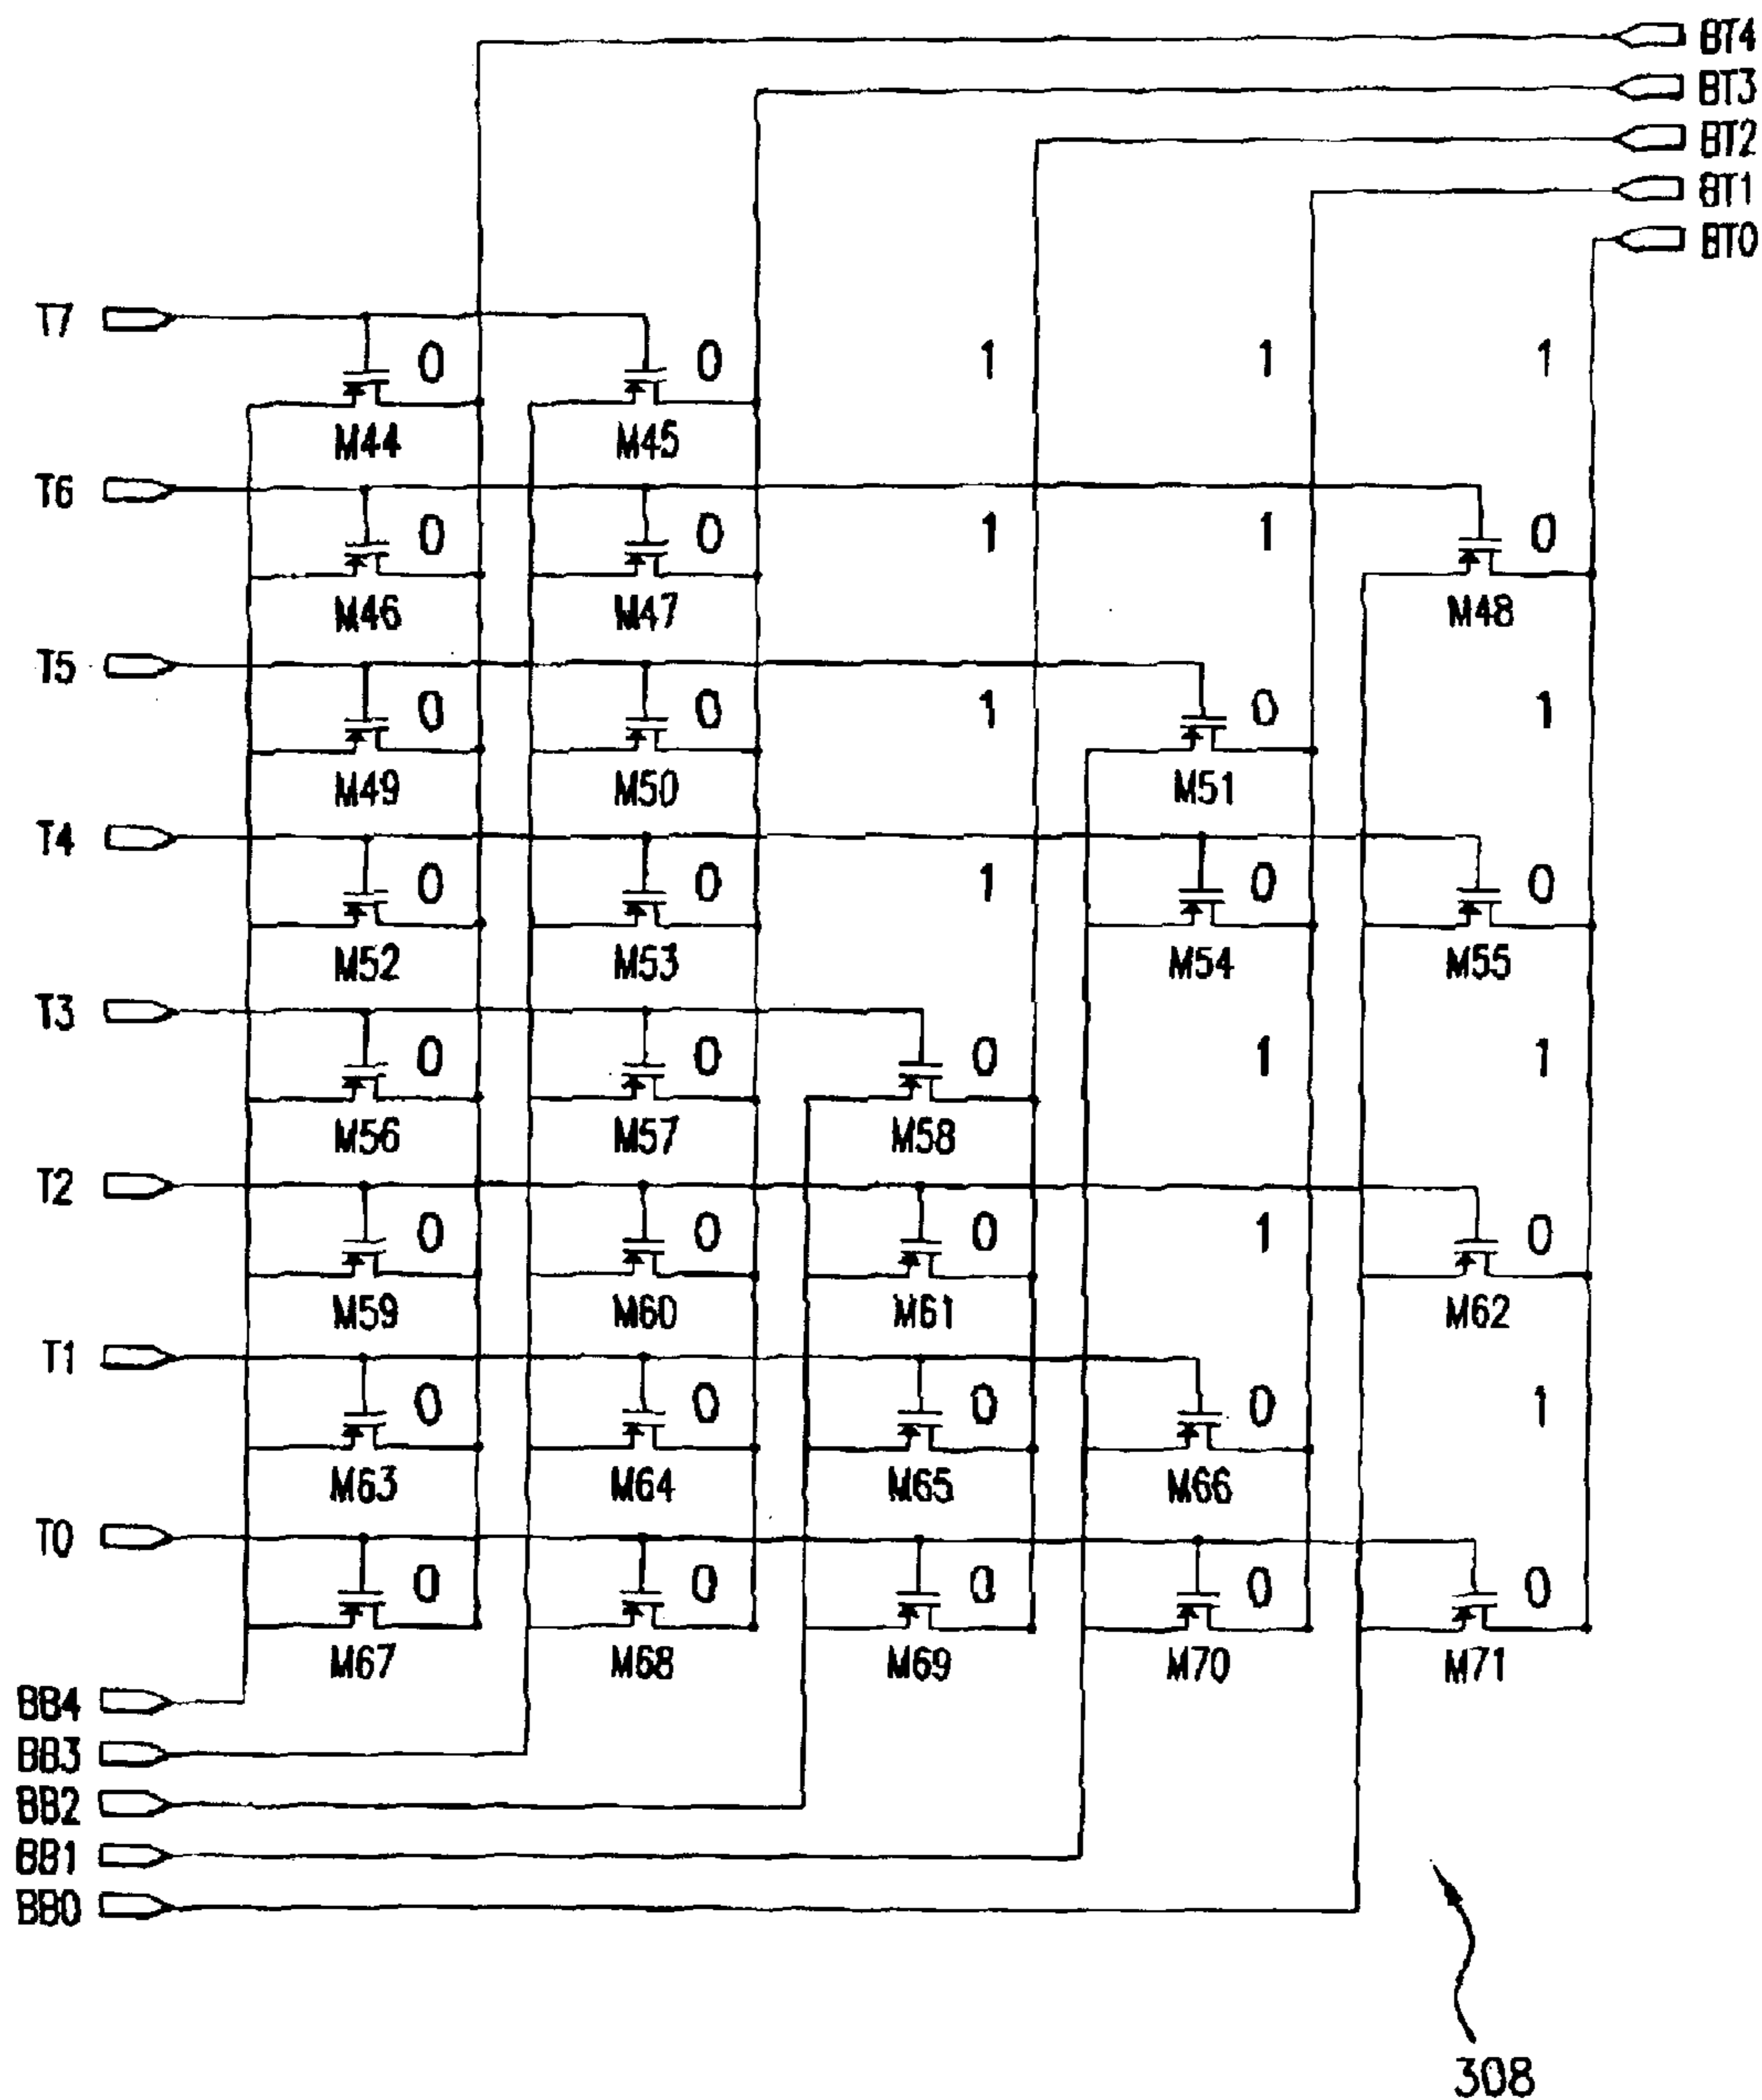 BT4
BT3
BT2
BT1
BT0
T7
0 0 1 1 1
M44 M45
T6
0 0 1 1 0
M46 M47 M48
T5
0 0 1 0 1
M49 M50 M51
T4
0 0 1 0 0
M52 M53 M54 M55
T3
0 0 0 1 1
M56 M57 M58
T2
0 0 0 1 0
M59 M60 M61 M62
T1
0 0 0 0 1
M63 M64 M65 M66
T0
0 0 0 0 0
M67 M68 M69 M70 M71
BB4
BB3
BB2
BB1
BB0
308